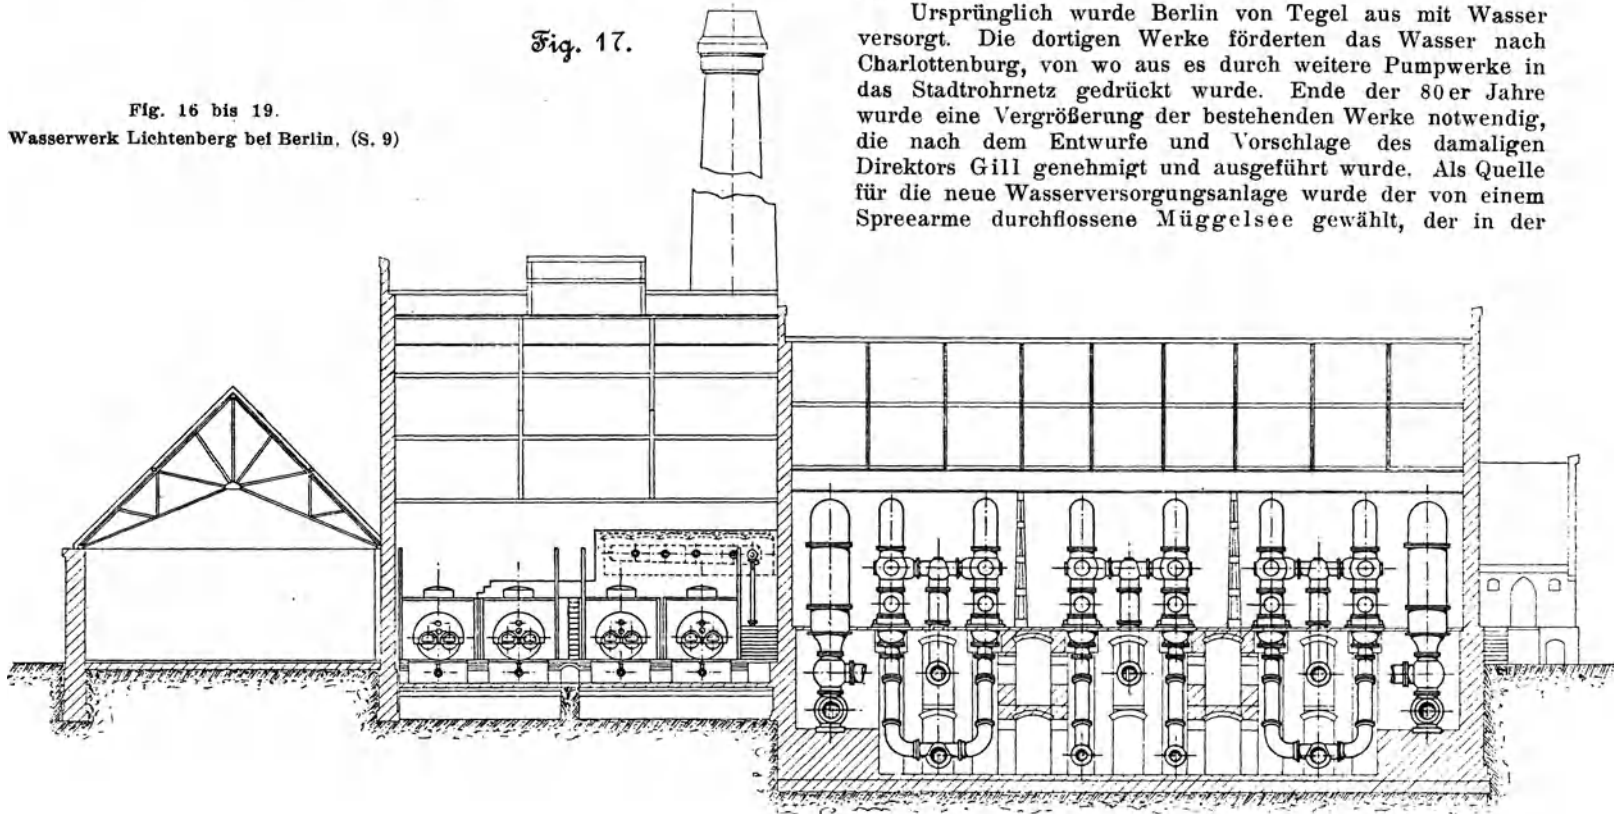 Fig. 17.
Fig. 16 bis 19.
Wasserwerk Lichtenberg bei Berlin. (S. 9)
Ursprünglich wurde Berlin von Tegel aus mit Wasser
versorgt. Die dortigen Werke förderten das Wasser nach
Charlottenburg, von wo aus es durch weitere Pumpwerke in
das Stadtrohrnetz gedrückt wurde. Ende der 80er Jahre
wurde eine Vergrößerung der bestehenden Werke notwendig,
die nach dem Entwurfe und Vorschlage des damaligen
Direktors Gill genehmigt und ausgeführt wurde. Als Quelle
für die neue Wasserversorgungsanlage wurde der von einem
Spreearme durchflossene Müggelsee gewählt, der in der